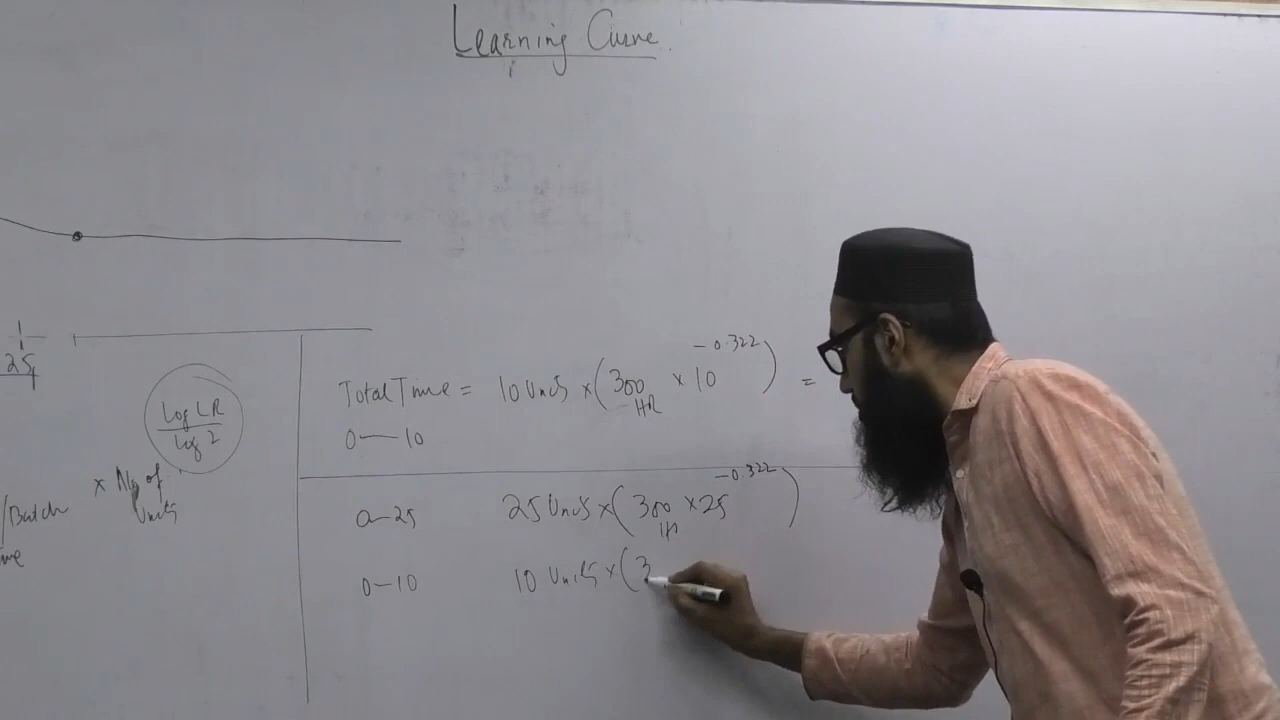 Learning Curve
25
Log LR
log 2
× No. of
Units
/Batch
Total Time = 10 Units × (300 × 10^-0.322) =
HR
0 — 10
0—25 25 Units × (300 × 25^-0.322)
0—10 10 Units × (3